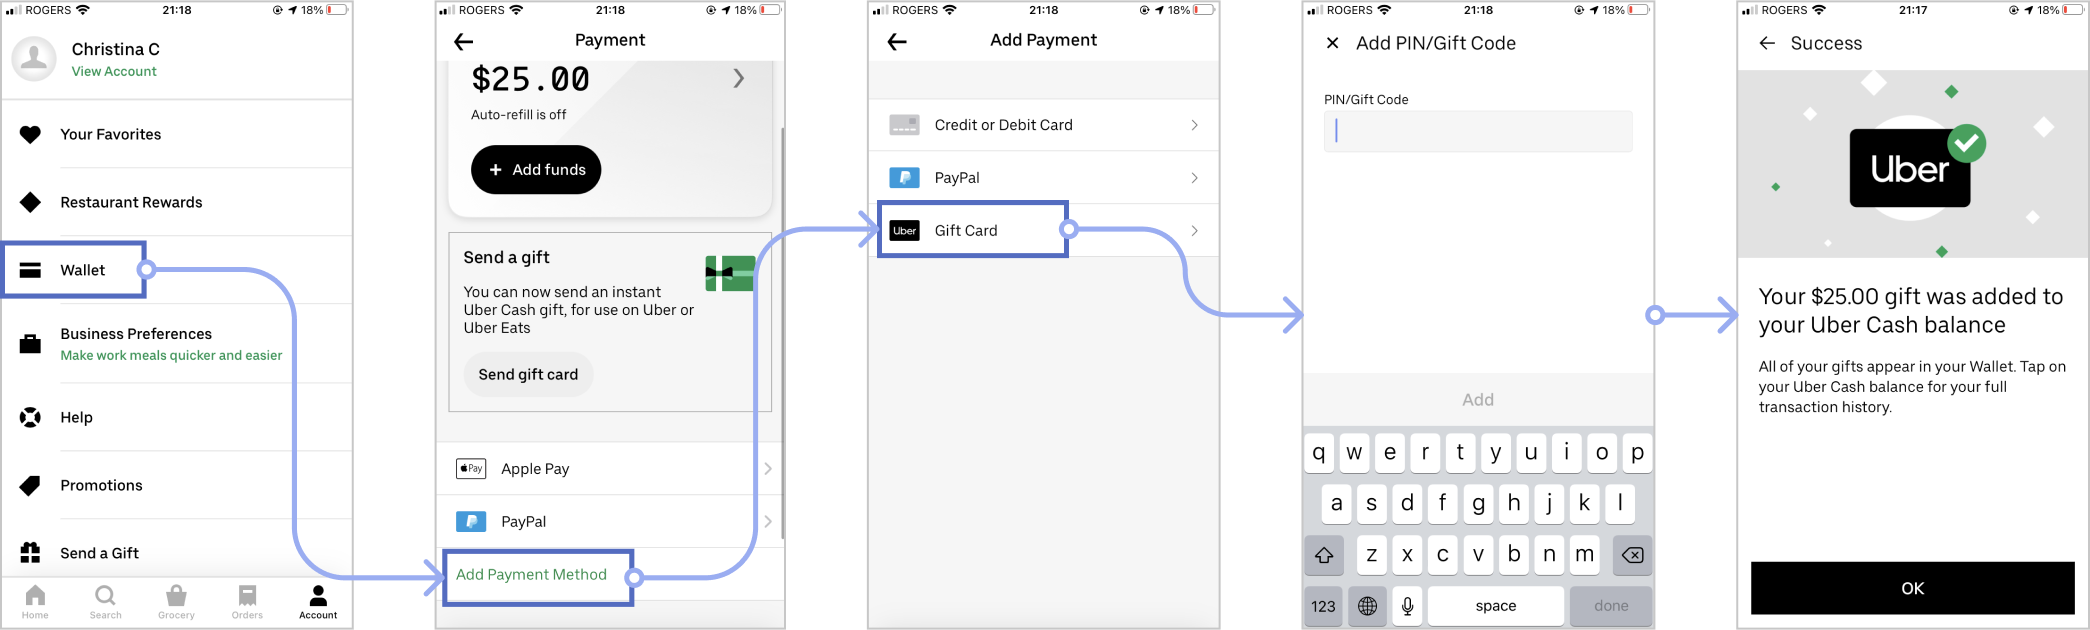 ROGERS 21:18 18%
Christina C
View Account
Your Favorites
Restaurant Rewards
Wallet
Business Preferences
Make work meals quicker and easier
Help
Promotions
Send a Gift
Home Search Grocery Orders Account
ROGERS 21:18 18%
Payment
$25.00
Auto-refill is off
+ Add funds
Send a gift
You can now send an instant
Uber Cash gift, for use on Uber or
Uber Eats
Send gift card
Pay Apple Pay
PayPal
Add Payment Method
ROGERS 21:18 18%
Add Payment
Credit or Debit Card
PayPal
Uber Gift Card
ROGERS 21:18 18%
Add PIN/Gift Code
PIN/Gift Code
Add
q w e r t y u i o p
a s d f g h j k l
z x c v b n m
123 space done
ROGERS 21:17 18%
Success
Uber
Your $25.00 gift was added to
your Uber Cash balance
All of your gifts appear in your Wallet. Tap on
your Uber Cash balance for your full
transaction history.
OK